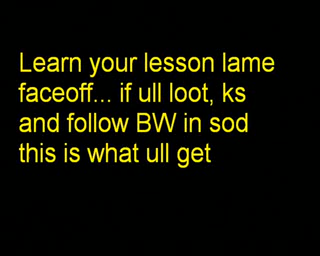 Learn your lesson lame
faceoff... if ull loot, ks
and follow BW in sod
this is what ull get